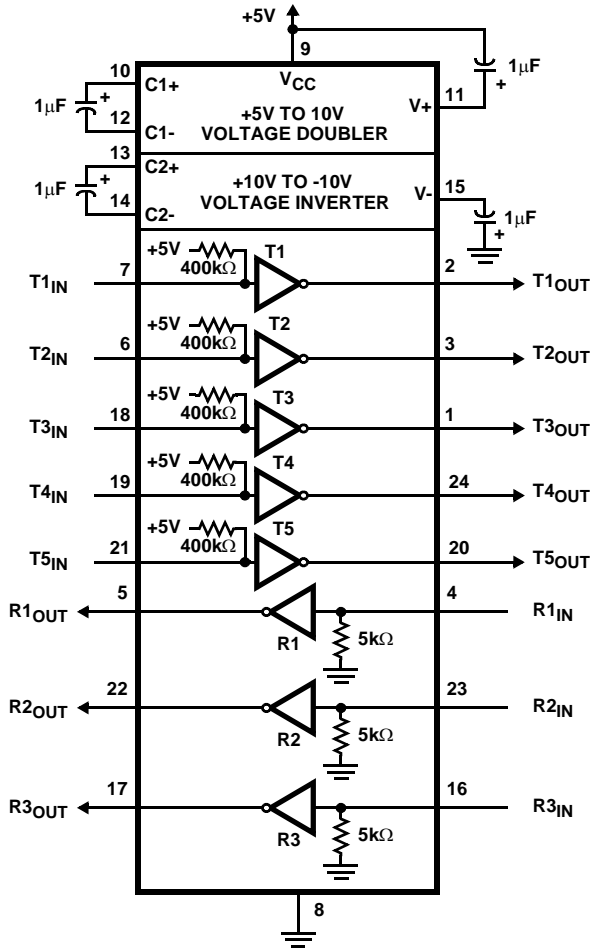 +5V
9
10
C1+
VCC
1μF
+
1μF
+
V+
11
12
C1-
+5V TO 10V
VOLTAGE DOUBLER
13
C2+
1μF
+
+10V TO -10V
VOLTAGE INVERTER
V-
15
14
C2-
1μF
+
+5V
400kΩ
T1
T1IN
7
2
T1OUT
+5V
400kΩ
T2
T2IN
6
3
T2OUT
+5V
400kΩ
T3
T3IN
18
1
T3OUT
+5V
400kΩ
T4
T4IN
19
24
T4OUT
+5V
400kΩ
T5
T5IN
21
20
T5OUT
R1OUT
5
4
R1IN
R1
5kΩ
R2OUT
22
23
R2IN
R2
5kΩ
R3OUT
17
16
R3IN
R3
5kΩ
8